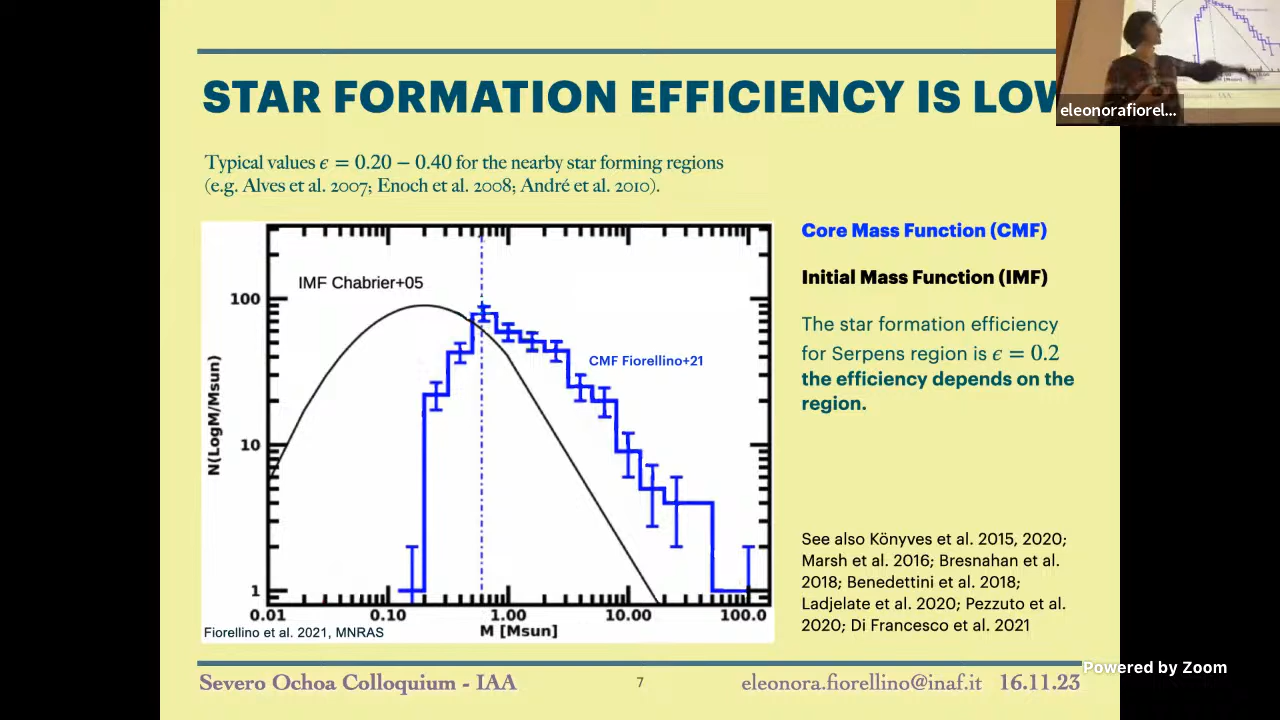 STAR FORMATION EFFICIENCY IS LOW
eleonorafiorel...
Typical values ϵ = 0.20 − 0.40 for the nearby star forming regions
(e.g. Alves et al. 2007; Enoch et al. 2008; André et al. 2010).
IMF Chabrier+05
CMF Fiorellino+21
N(LogM/Msun)
100
10
1
0.01
0.10
1.00
10.00
100.0
M [Msun]
Fiorellino et al. 2021, MNRAS
Core Mass Function (CMF)
Initial Mass Function (IMF)
The star formation efficiency
for Serpens region is ϵ = 0.2
the efficiency depends on the
region.
See also Könyves et al. 2015, 2020;
Marsh et al. 2016; Bresnahan et al.
2018; Benedettini et al. 2018;
Ladjelate et al. 2020; Pezzuto et al.
2020; Di Francesco et al. 2021
Severo Ochoa Colloquium - IAA
7
eleonora.fiorellino@inaf.it 16.11.23
Powered by Zoom